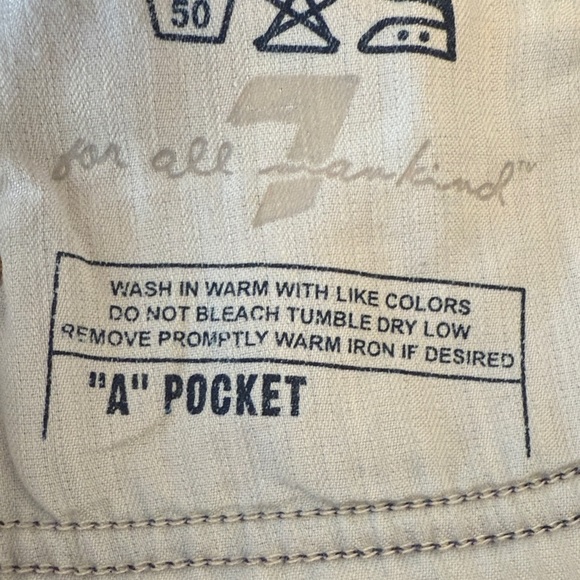 50
7
for all mankind™
WASH IN WARM WITH LIKE COLORS
DO NOT BLEACH TUMBLE DRY LOW
REMOVE PROMPTLY WARM IRON IF DESIRED
"A" POCKET